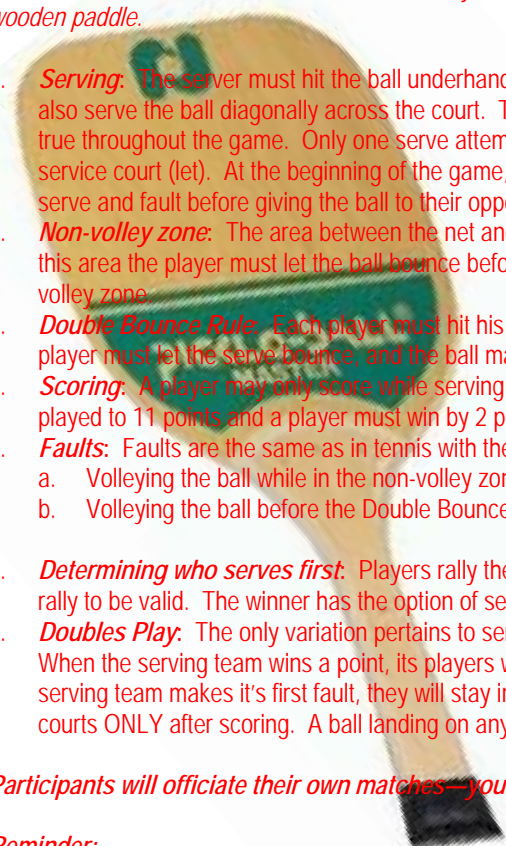 wooden paddle.
. Serving: The server must hit the ball underhand
also serve the ball diagonally across the court. T
true throughout the game. Only one serve attem
service court (let). At the beginning of the game,
serve and fault before giving the ball to their oppo
. Non-volley zone: The area between the net and
this area the player must let the ball bounce befo
volley zone.
. Double Bounce Rule: Each player must hit his
player must let the serve bounce, and the ball ma
. Scoring: A player may only score while serving
played to 11 points and a player must win by 2 p
. Faults: Faults are the same as in tennis with the
a. Volleying the ball while in the non-volley zon
b. Volleying the ball before the Double Bounce
. Determining who serves first: Players rally the
rally to be valid. The winner has the option of se
. Doubles Play: The only variation pertains to ser
When the serving team wins a point, its players w
serving team makes it's first fault, they will stay in
courts ONLY after scoring. A ball landing on any
Participants will officiate their own matches—you
Reminder: